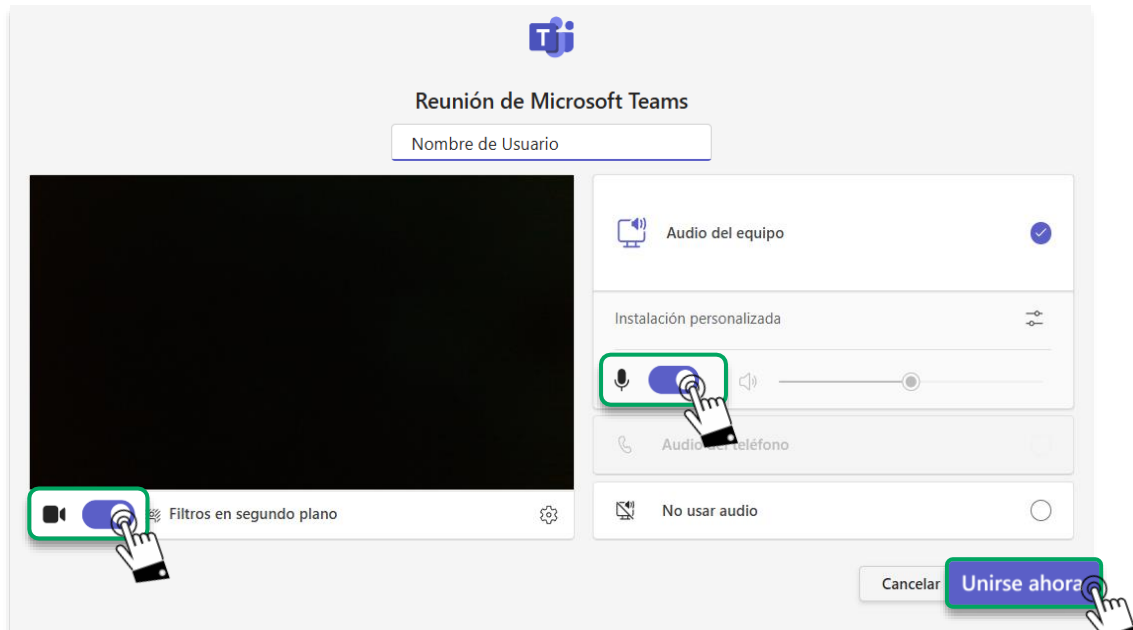 T
Reunión de Microsoft Teams
Nombre de Usuario
Audio del equipo
Instalación personalizada
Audio del teléfono
Filtros en segundo plano
No usar audio
Cancelar
Unirse ahora